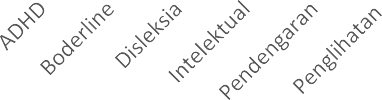 ADHD
Boderline
Disleksia
Intelektual
Pendengaran
Penglihatan